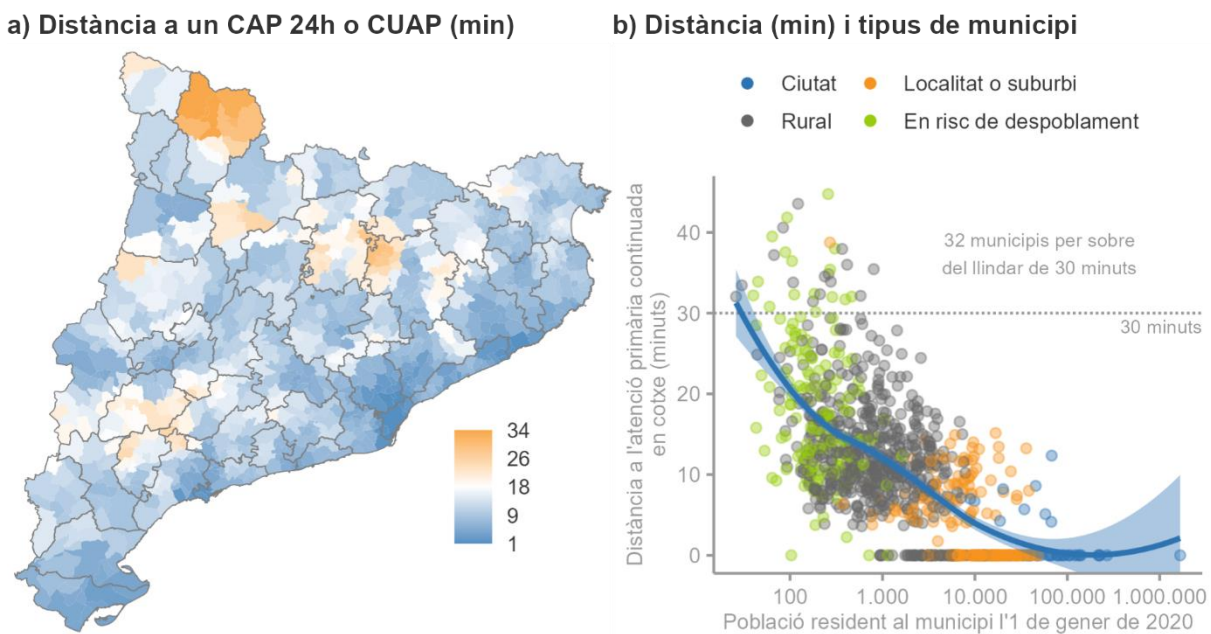 a) Distància a un CAP 24h o CUAP (min)
34
26
18
9
1
b) Distància (min) i tipus de municipi
Ciutat
Localitat o suburbi
Rural
En risc de despoblament
Distància a l'atenció primària continuada
en cotxe (minuts)
40
30
20
10
0
32 municipis per sobre
del llindar de 30 minuts
30 minuts
100
1.000
10.000
100.000
1.000.000
Població resident al municipi l'1 de gener de 2020